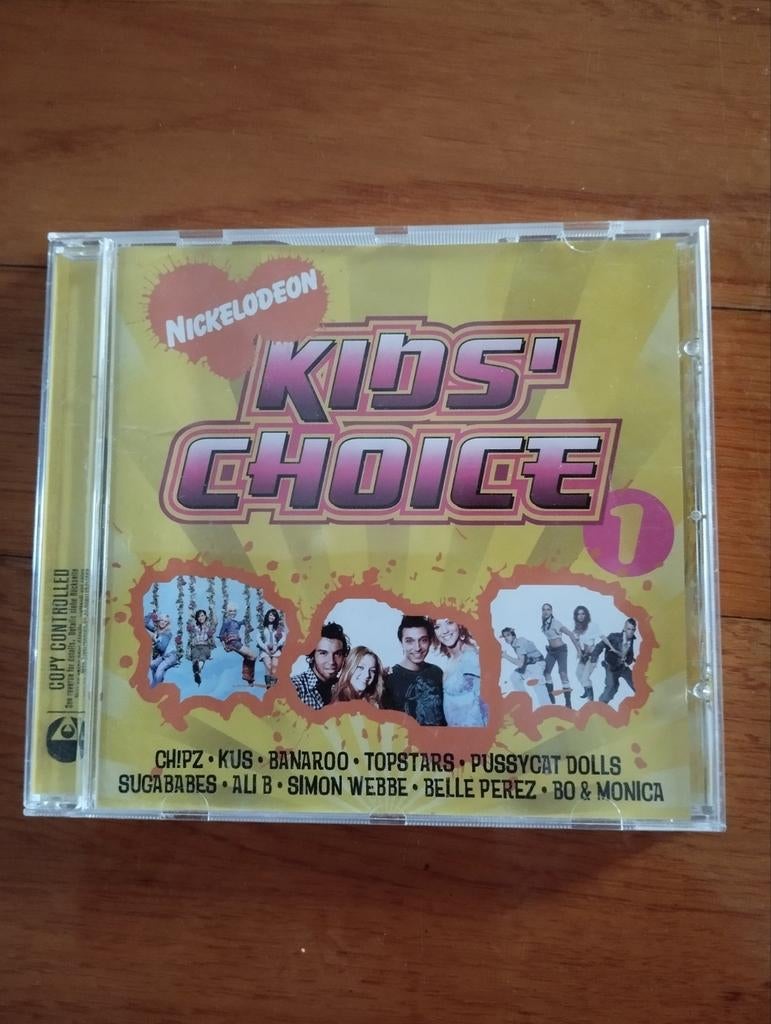 NICKELODEON
KIDS'
CHOICE
1
COPY CONTROLLED
CH!PZ • KUS • BANAROO • TOPSTARS • PUSSYCAT DOLLS
SUGABABES • ALI B • SIMON WEBBE • BELLE PEREZ • BO & MONICA